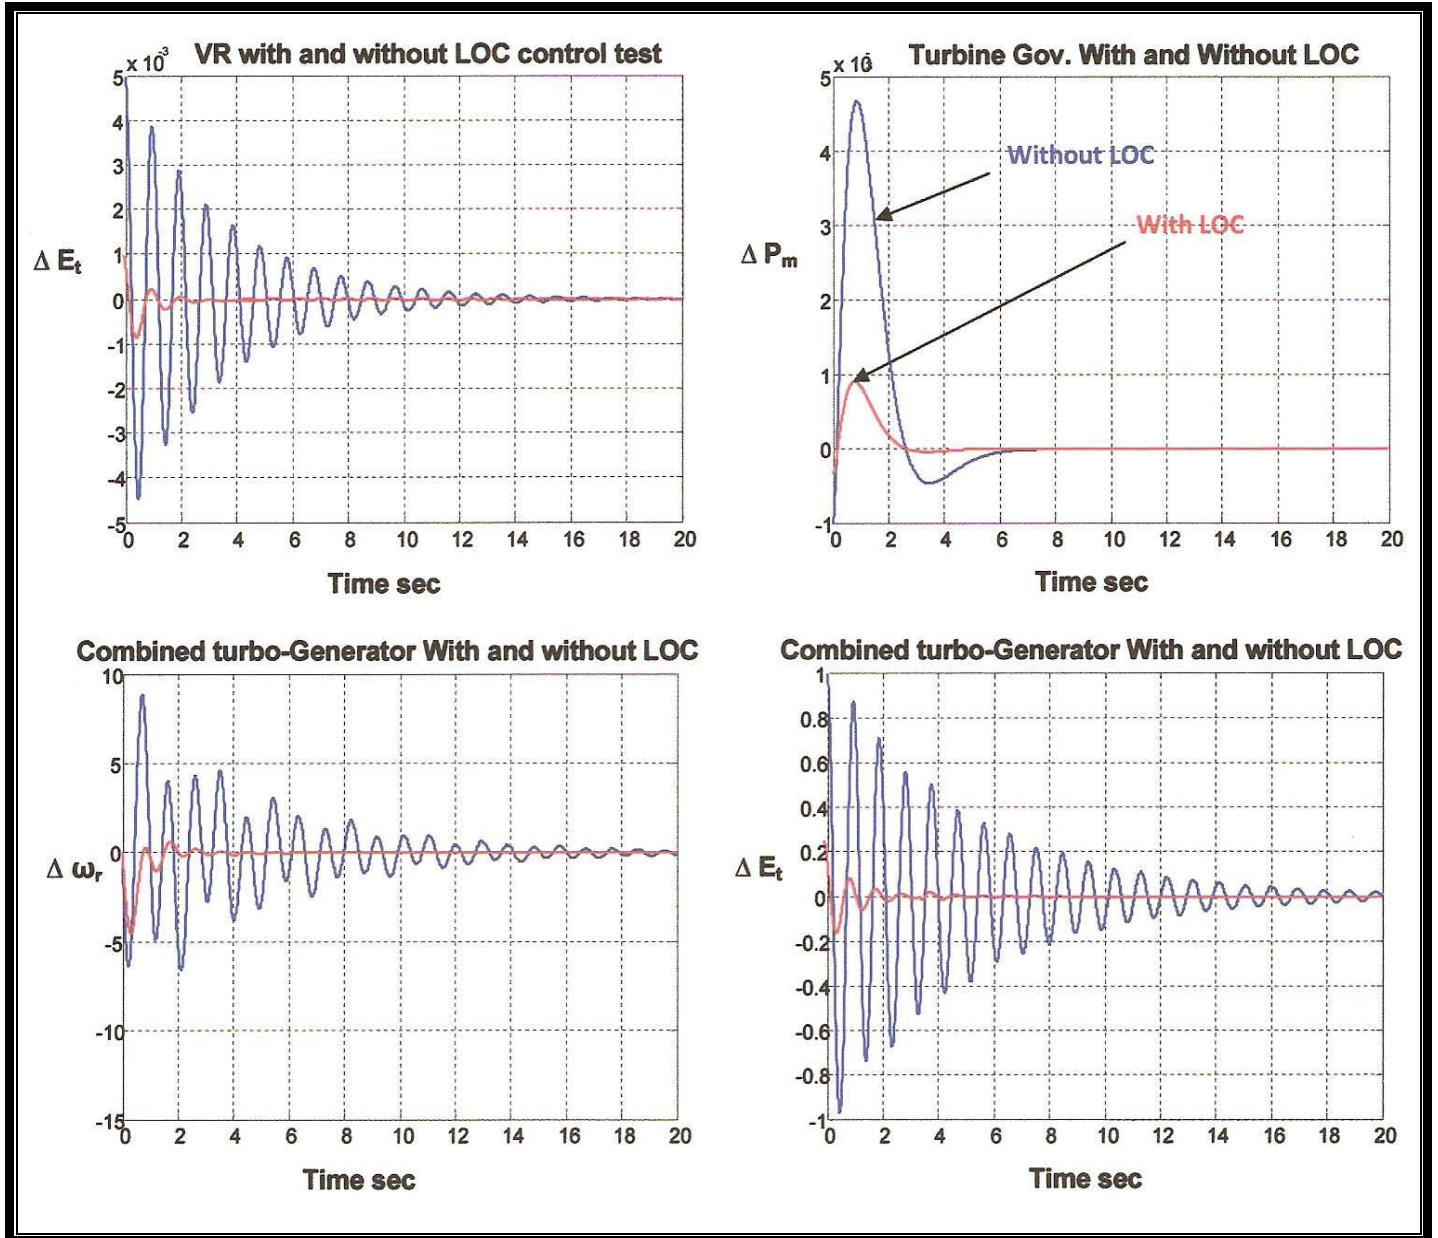 VR with and without LOC control test
5 x 10-3
4
3
2
1
0
-1
-2
-3
-4
-5
Δ Et
0 2 4 6 8 10 12 14 16 18 20
Time sec
Turbine Gov. With and Without LOC
5 x 10
4
3
2
1
0
-1
Δ Pm
Without LOC
With LOC
0 2 4 6 8 10 12 14 16 18 20
Time sec
Combined turbo-Generator With and without LOC
10
5
0
-5
-10
-15
Δ ωr
0 2 4 6 8 10 12 14 16 18 20
Time sec
Combined turbo-Generator With and without LOC
1
0.8
0.6
0.4
0.2
0
-0.2
-0.4
-0.6
-0.8
-1
Δ Et
0 2 4 6 8 10 12 14 16 18 20
Time sec